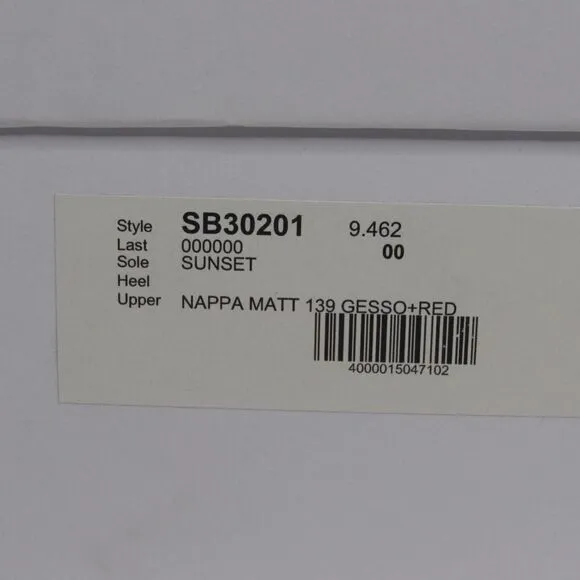 Style SB30201 9.462
Last 000000 00
Sole SUNSET
Heel
Upper NAPPA MATT 139 GESSO+RED
4000015047102